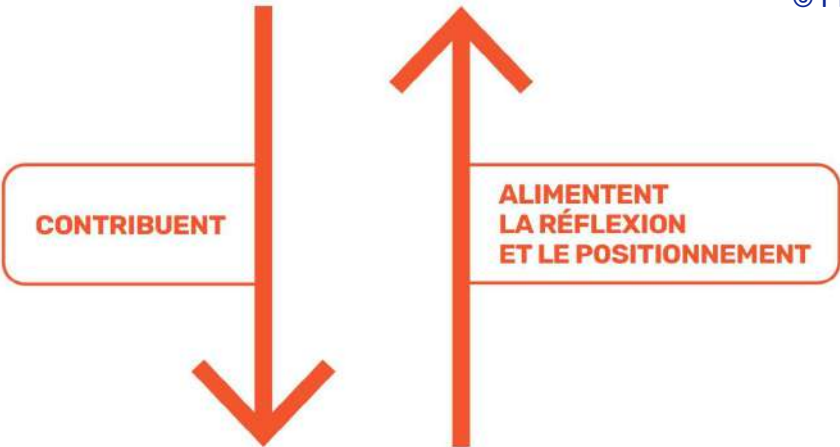 CONTRIBUENT
ALIMENTENT
LA RÉFLEXION
ET LE POSITIONNEMENT